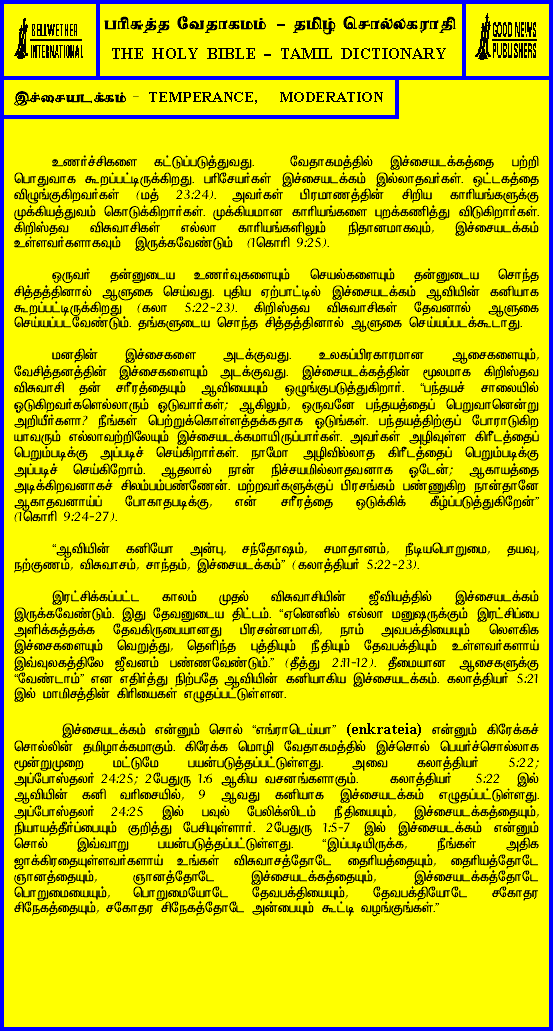 BELLWETHER
INTERNATIONAL
பரிசுத்த வேதாகமம் – தமிழ் சொல்லகராதி
THE HOLY BIBLE – TAMIL DICTIONARY
GOOD NEWS
PUBLISHERS
இச்சையடக்கம் – TEMPERANCE, MODERATION
உணர்ச்சிகளை கட்டுப்படுத்துவது. வேதாகமத்தில் இச்சையடக்கத்தை பற்றி
பொதுவாக கூறப்பட்டிருக்கிறது. பரிசேயர்கள் இச்சையடக்கம் இல்லாதவர்கள். ஒட்டகத்தை
விழுங்குகிறவர்கள் (மத் 23:24). அவர்கள் பிரமாணத்தின் சிறிய காரியங்களுக்கு
முக்கியத்துவம் கொடுக்கிறார்கள். முக்கியமான காரியங்களை புறக்கணித்து விடுகிறார்கள்.
கிறிஸ்தவ விசுவாசிகள் எல்லா காரியங்களிலும் நிதானமாகவும், இச்சையடக்கம்
உள்ளவர்களாகவும் இருக்கவேண்டும் (1கொரி 9:25).
ஒருவர் தன்னுடைய உணர்வுகளையும் செயல்களையும் தன்னுடைய சொந்த
சித்தத்தினால் ஆளுகை செய்வது. புதிய ஏற்பாட்டில் இச்சையடக்கம் ஆவியின் கனியாக
கூறப்பட்டிருக்கிறது (கலா 5:22-23). கிறிஸ்தவ விசுவாசிகள் தேவனால் ஆளுகை
செய்யப்படவேண்டும். தங்களுடைய சொந்த சித்தத்தினால் ஆளுகை செய்யப்படக்கூடாது.
மனதின் இச்சைகளை அடக்குவது. உலகப்பிரகாரமான ஆசைகளையும்,
வேசித்தனத்தின் இச்சைகளையும் அடக்குவது. இச்சையடக்கத்தின் மூலமாக கிறிஸ்தவ
விசுவாசி தன் சரீரத்தையும் ஆவியையும் ஒழுங்குபடுத்துகிறார். “பந்தயச் சாலையில்
ஓடுகிறவர்களெல்லாரும் ஓடுவார்கள்; ஆகிலும், ஒருவனே பந்தயத்தைப் பெறுவானென்று
அறியீர்களா? நீங்கள் பெற்றுக்கொள்ளத்தக்கதாக ஓடுங்கள். பந்தயத்திற்குப் போராடுகிற
யாவரும் எல்லாவற்றிலேயும் இச்சையடக்கமாயிருப்பார்கள். அவர்கள் அழிவுள்ள கிரீடத்தைப்
பெறும்படிக்கு அப்படிச் செய்கிறார்கள். நாமோ அழிவில்லாத கிரீடத்தைப் பெறும்படிக்கு
அப்படிச் செய்கிறோம். ஆதலால் நான் நிச்சயமில்லாதவனாக ஓடேன்; ஆகாயத்தை
அடிக்கிறவனாகச் சிலம்பம்பண்ணேன். மற்றவர்களுக்குப் பிரசங்கம் பண்ணுகிற நான்தானே
ஆகாதவனாய்ப் போகாதபடிக்கு, என் சரீரத்தை ஒடுக்கிக் கீழ்ப்படுத்துகிறேன்”
(1கொரி 9:24-27).
“ஆவியின் கனியோ அன்பு, சந்தோஷம், சமாதானம், நீடியபொறுமை, தயவு,
நற்குணம், விசுவாசம், சாந்தம், இச்சையடக்கம்” (கலாத்தியர் 5:22-23).
இரட்சிக்கப்பட்ட காலம் முதல் விசுவாசியின் ஜீவியத்தில் இச்சையடக்கம்
இருக்கவேண்டும். இது தேவனுடைய திட்டம். “ஏனெனில் எல்லா மனுஷருக்கும் இரட்சிப்பை
அளிக்கத்தக்க தேவகிருபையானது பிரசன்னமாகி, நாம் அவபக்தியையும் லௌகிக
இச்சைகளையும் வெறுத்து, தெளிந்த புத்தியும் நீதியும் தேவபக்தியும் உள்ளவர்களாய்
இவ்வுலகத்திலே ஜீவனம் பண்ணவேண்டும்.” (தீத்து 2:11-12). தீமையான ஆசைகளுக்கு
“வேண்டாம்” என எதிர்த்து நிற்பதே ஆவியின் கனியாகிய இச்சையடக்கம். கலாத்தியர் 5:21
இல் மாமிசத்தின் கிரியைகள் எழுதப்பட்டுள்ளன.
இச்சையடக்கம் என்னும் சொல் “எங்ராடெய்யா” (enkrateia) என்னும் கிரேக்கச்
சொல்லின் தமிழாக்கமாகும். கிரேக்க மொழி வேதாகமத்தில் இச்சொல் பெயர்ச்சொல்லாக
மூன்றுமுறை மட்டுமே பயன்படுத்தப்பட்டுள்ளது. அவை கலாத்தியர் 5:22;
அப்போஸ்தலர் 24:25; 2பேதுரு 1:6 ஆகிய வசனங்களாகும். கலாத்தியர் 5:22 இல்
ஆவியின் கனி வரிசையில், 9 ஆவது கனியாக இச்சையடக்கம் எழுதப்பட்டுள்ளது.
அப்போஸ்தலர் 24:25 இல் பவுல் பேலிக்ஸிடம் நீதியையும், இச்சையடக்கத்தையும்,
நியாயத்தீர்ப்பையும் குறித்து பேசியுள்ளார். 2பேதுரு 1:5-7 இல் இச்சையடக்கம் என்னும்
சொல் இவ்வாறு பயன்படுத்தப்பட்டுள்ளது. “இப்படியிருக்க, நீங்கள் அதிக
ஜாக்கிரதையுள்ளவர்களாய் உங்கள் விசுவாசத்தோடே தைரியத்தையும், தைரியத்தோடே
ஞானத்தையும், ஞானத்தோடே இச்சையடக்கத்தையும், இச்சையடக்கத்தோடே
பொறுமையையும், பொறுமையோடே தேவபக்தியையும், தேவபக்தியோடே சகோதர
சிநேகத்தையும், சகோதர சிநேகத்தோடே அன்பையும் கூட்டி வழங்குங்கள்.”